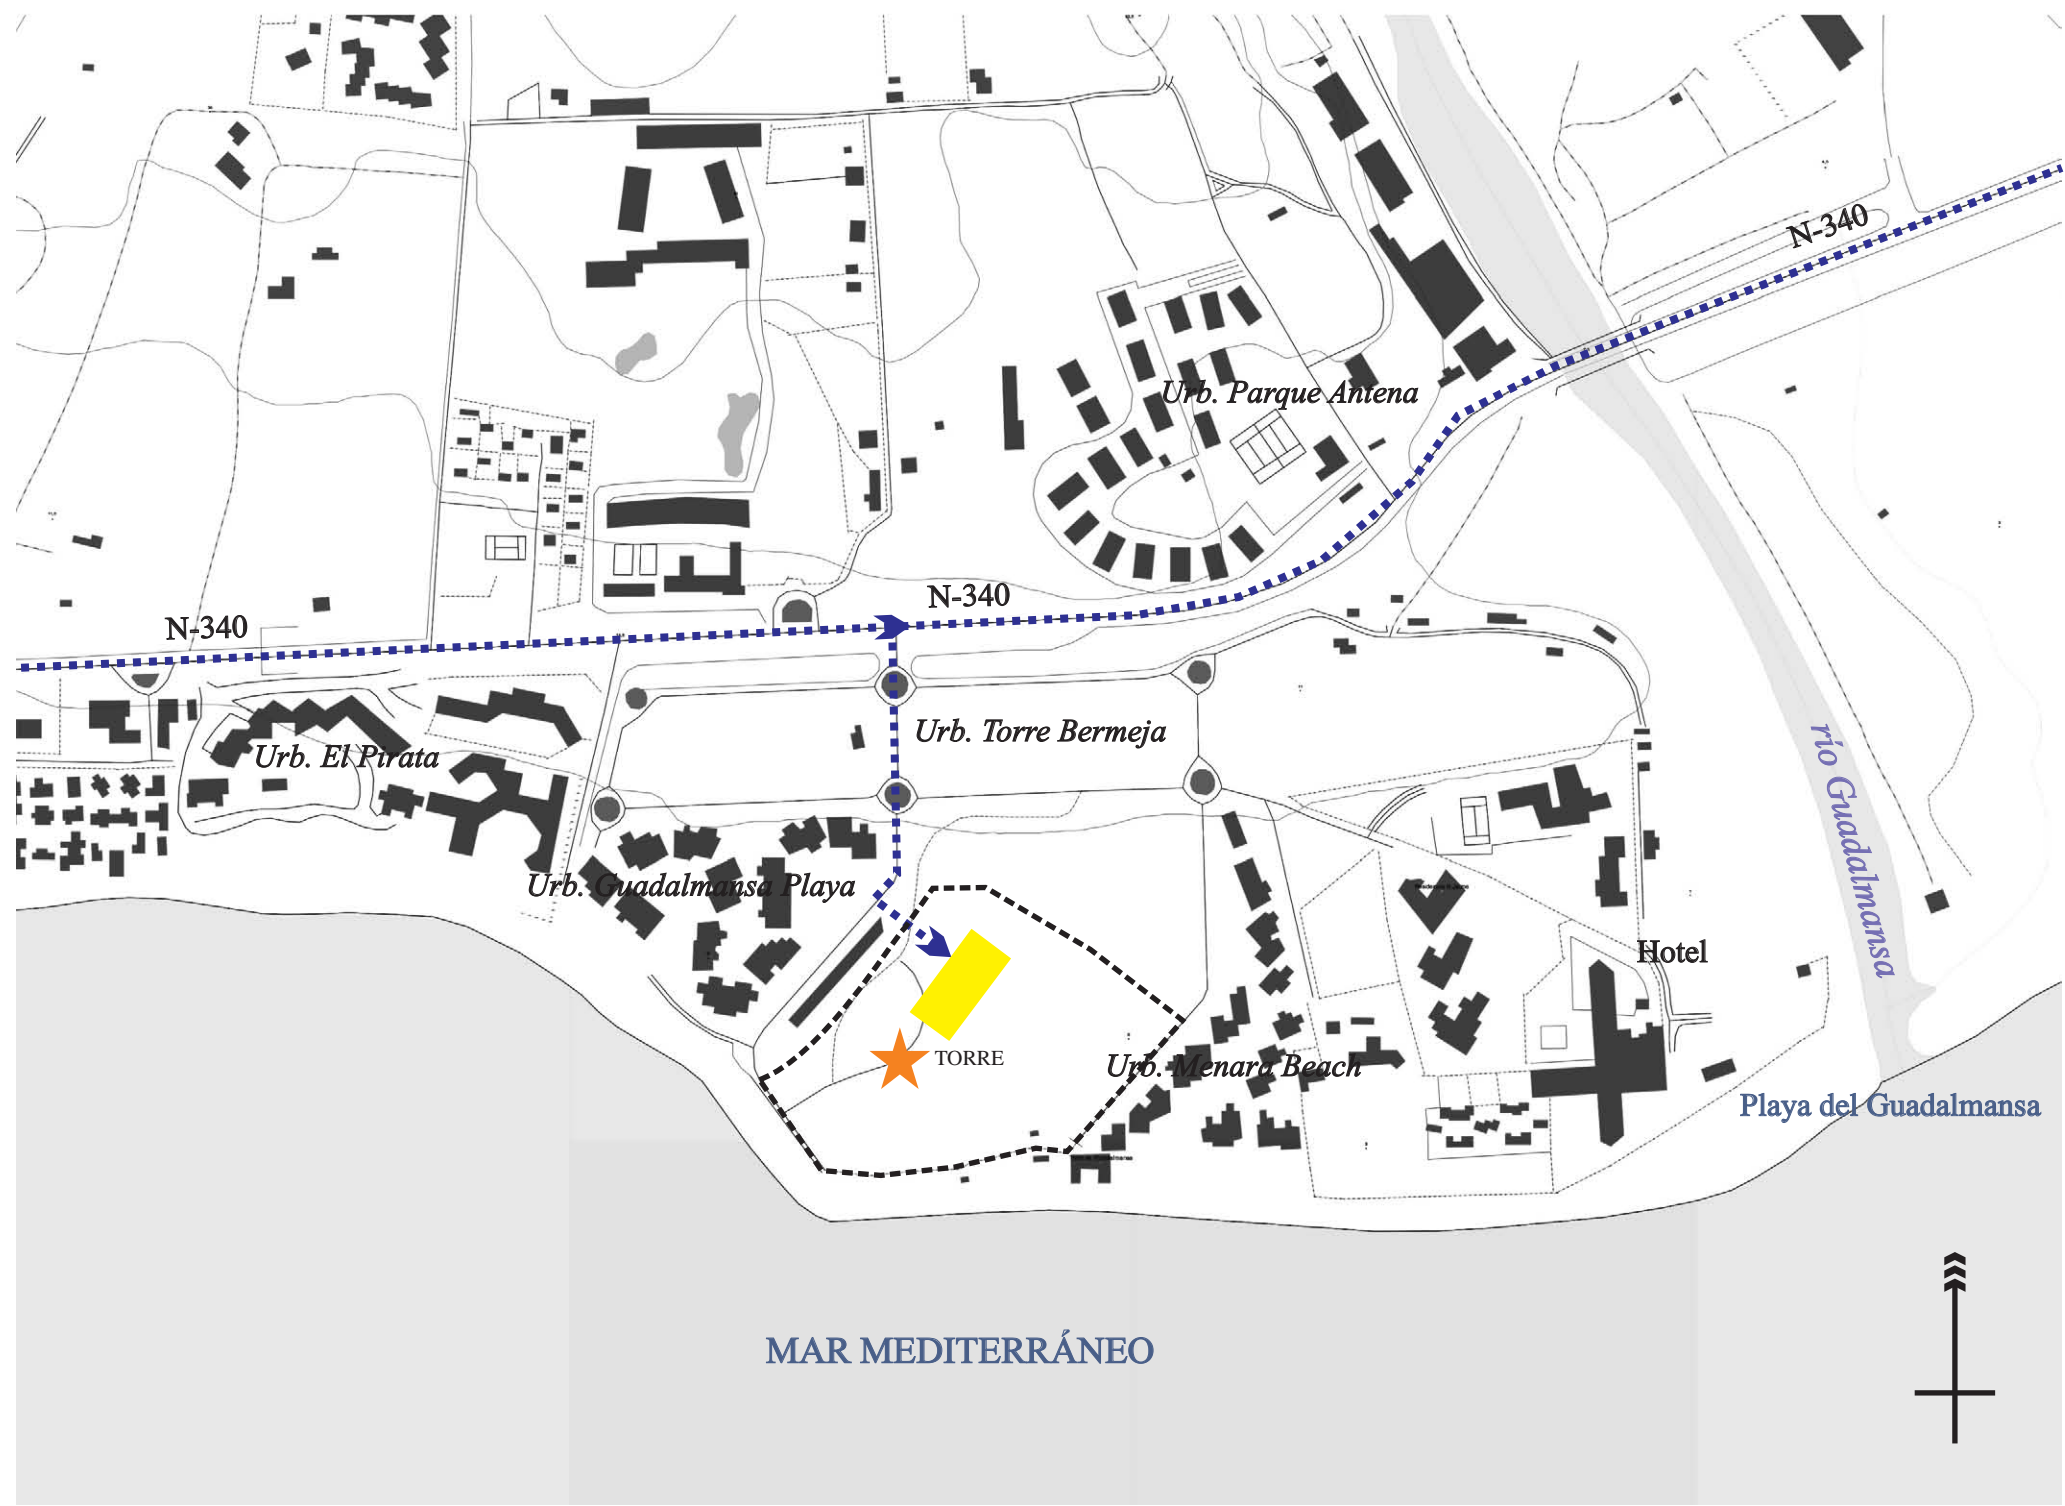 N-340
Urb. Parque Antena
N-340
N-340
Urb. Torre Bermeja
Urb. El Pirata
río Guadalmansa
Urb. Guadalmansa Playa
Hotel
TORRE
Urb. Menara Beach
Playa del Guadalmansa
MAR MEDITERRÁNEO